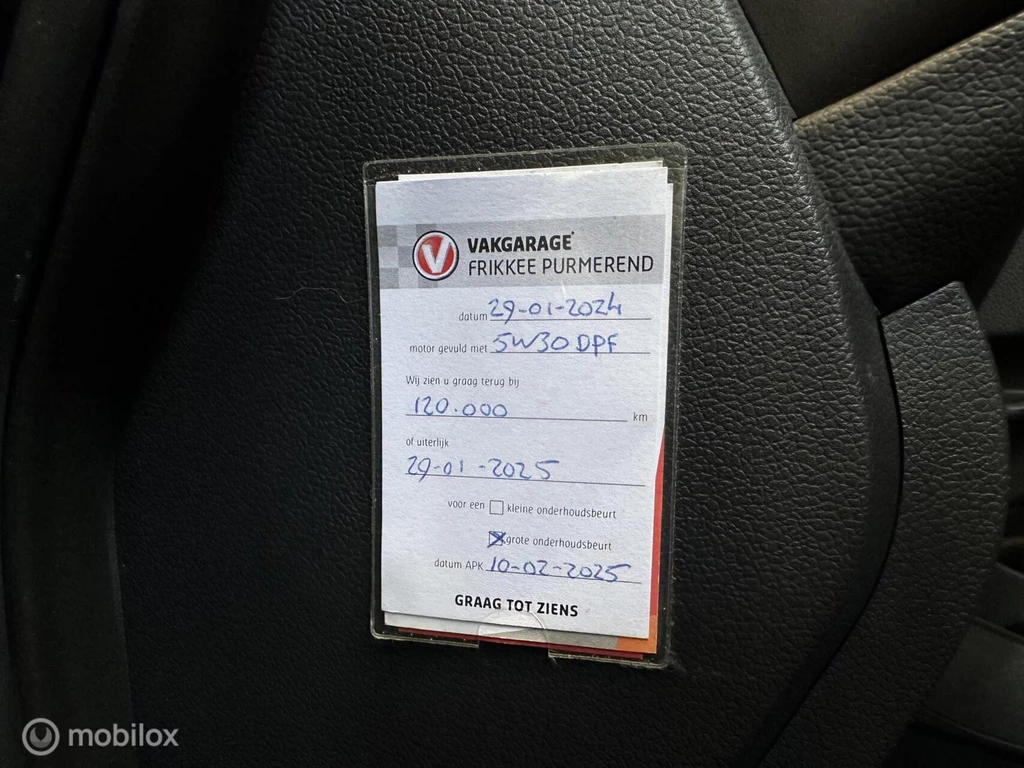 V VAKGARAGE
FRIKKEE PURMEREND
datum 29-01-2024
motor gevuld met 5W30 DPF
Wij zien u graag terug bij
120.000 km
of uiterlijk
29-01-2025
voor een kleine onderhoudsbeurt
grote onderhoudsbeurt
datum APK 10-02-2025
GRAAG TOT ZIENS
mobilox